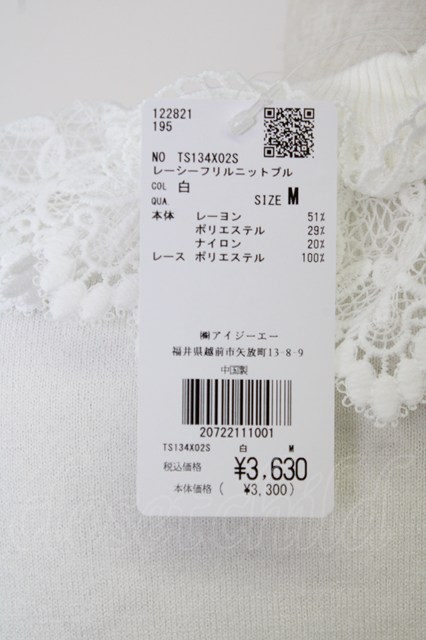 122821
195
NO TS134X02S
レーシーフリルニットプル
COL 白
QUA. SIZE M
本体 レーヨン 51%
ポリエステル 29%
ナイロン 20%
レース ポリエステル 100%
㈱アイジーエー
福井県越前市矢放町13-8-9
中国製
20722111001
TS134X02S 白 M
税込価格 ¥3,630
本体価格( ¥3,300)